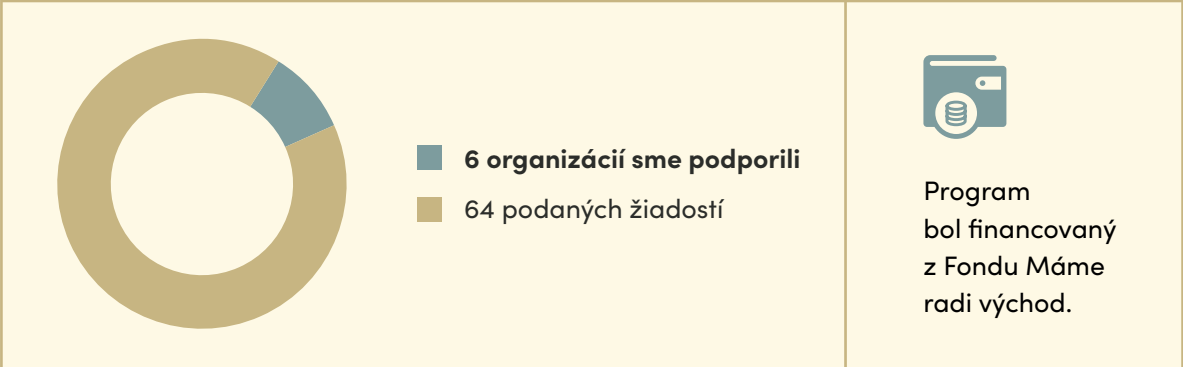 6 organizácií sme podporili
64 podaných žiadostí
Program
bol financovaný
z Fondu Máme
radi východ.